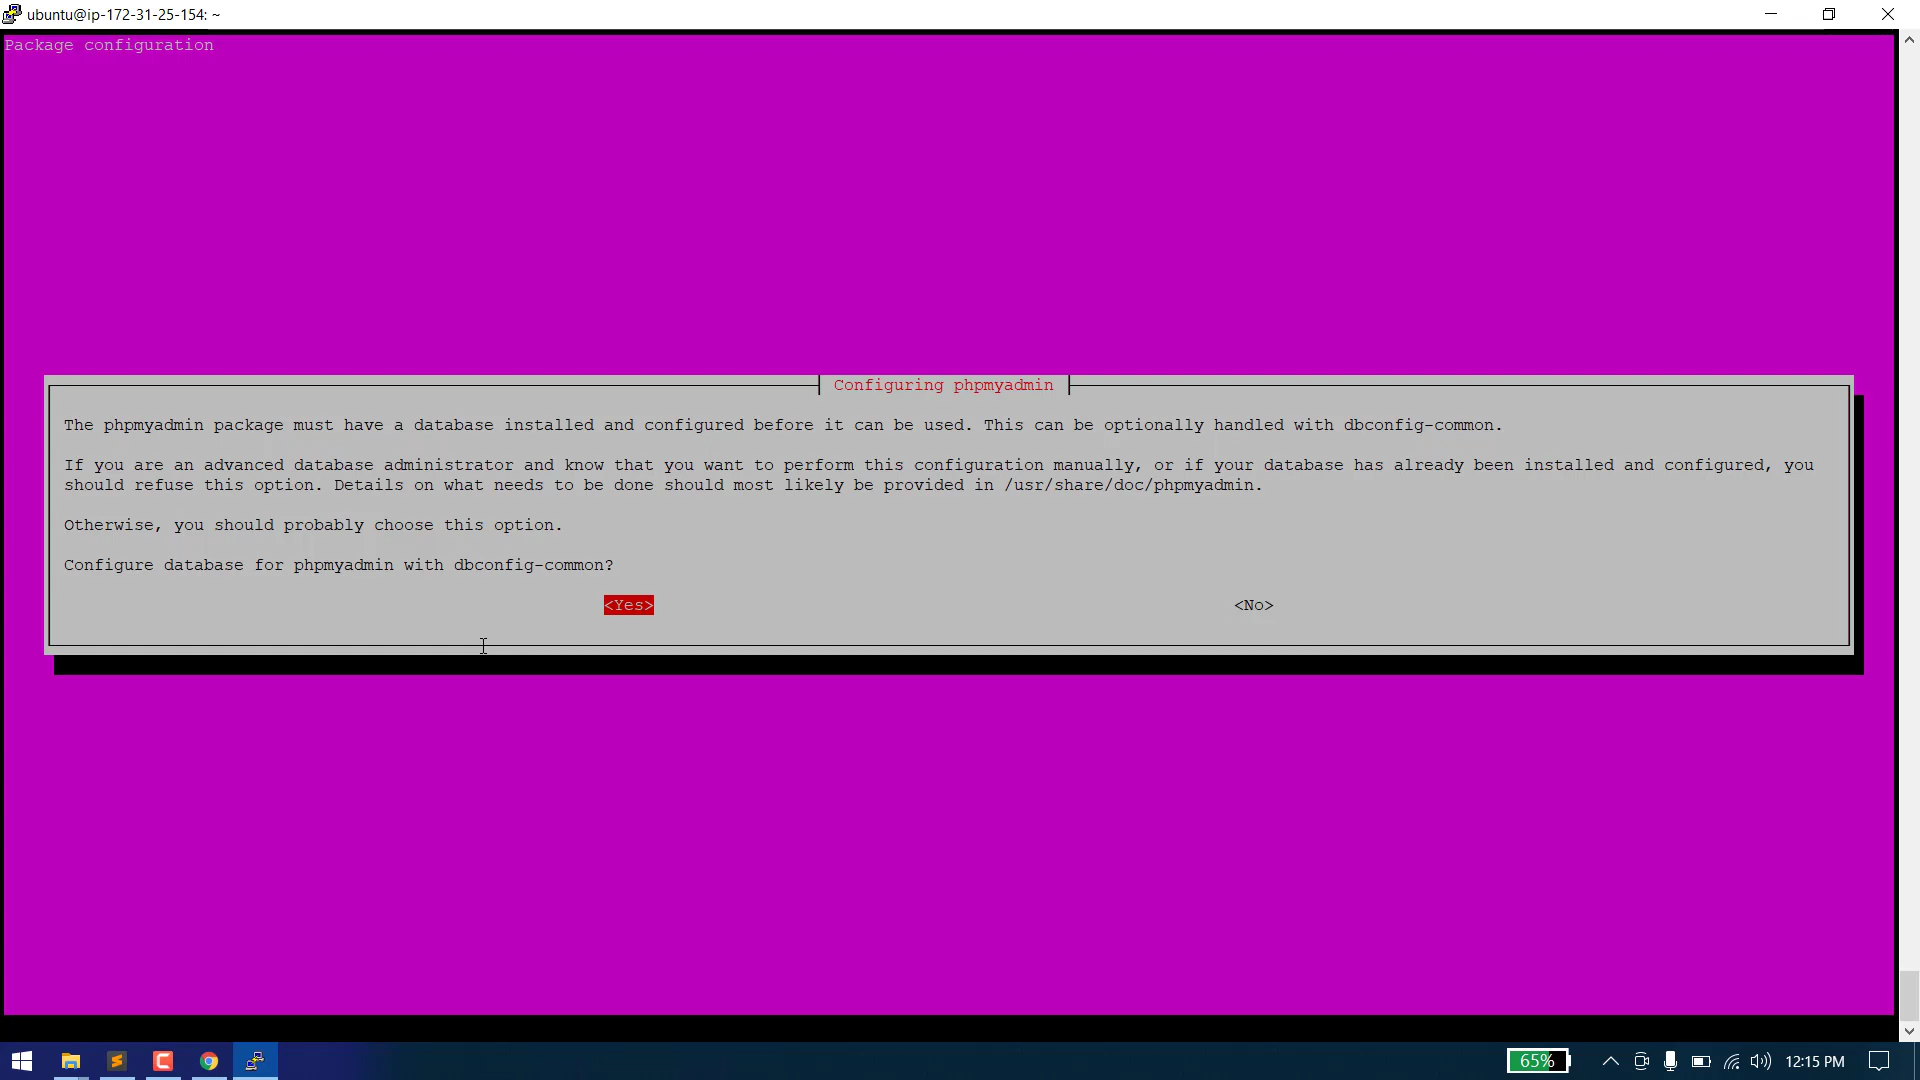 ubuntu@ip-172-31-25-154: ~
Package configuration
Configuring phpmyadmin
The phpmyadmin package must have a database installed and configured before it can be used. This can be optionally handled with dbconfig-common.
If you are an advanced database administrator and know that you want to perform this configuration manually, or if your database has already been installed and configured, you
should refuse this option. Details on what needs to be done should most likely be provided in /usr/share/doc/phpmyadmin.
Otherwise, you should probably choose this option.
Configure database for phpmyadmin with dbconfig-common?
<Yes> <No>
65% 12:15 PM